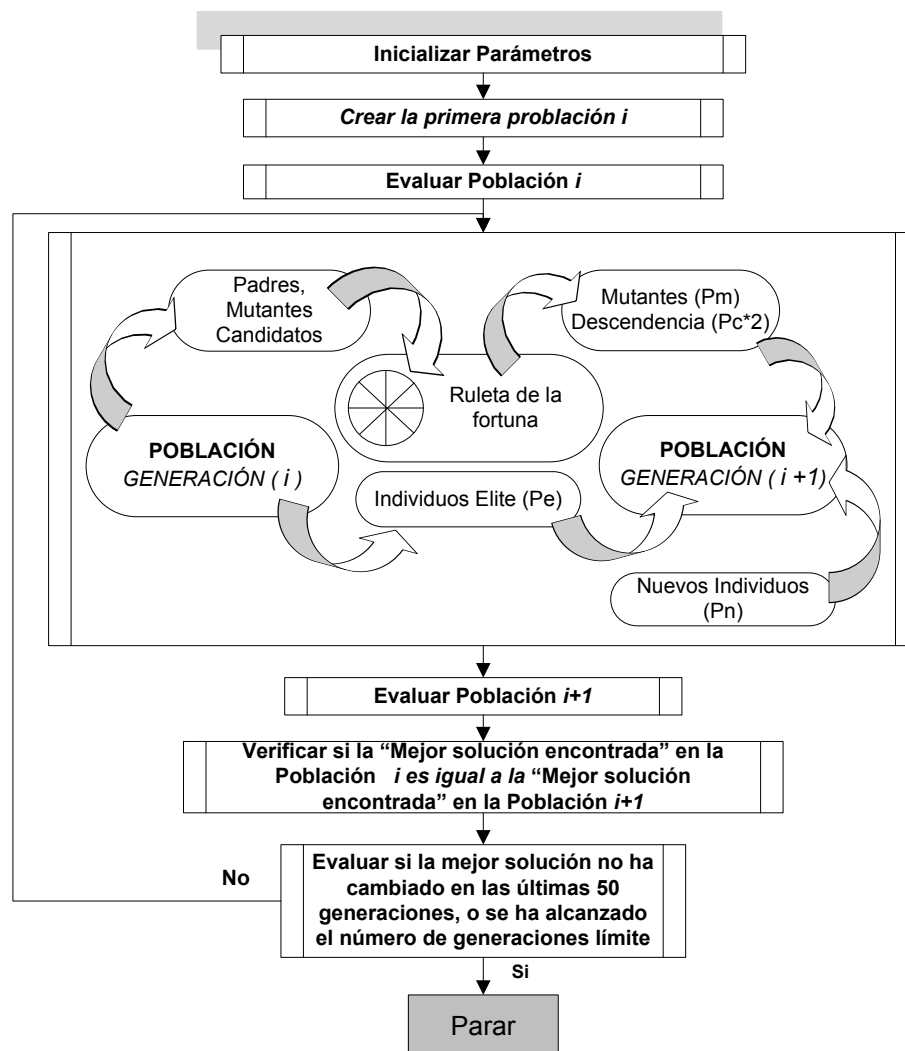 Inicializar Parámetros
Crear la primera problación i
Evaluar Población i
Padres,
Mutantes
Candidatos
Mutantes (Pm)
Descendencia (Pc*2)
Ruleta de la
fortuna
POBLACIÓN
GENERACIÓN ( i )
POBLACIÓN
GENERACIÓN ( i +1)
Individuos Elite (Pe)
Nuevos Individuos
(Pn)
Evaluar Población i+1
Verificar si la “Mejor solución encontrada” en la
Población i es igual a la “Mejor solución
encontrada” en la Población i+1
No
Evaluar si la mejor solución no ha
cambiado en las últimas 50
generaciones, o se ha alcanzado
el número de generaciones límite
Si
Parar